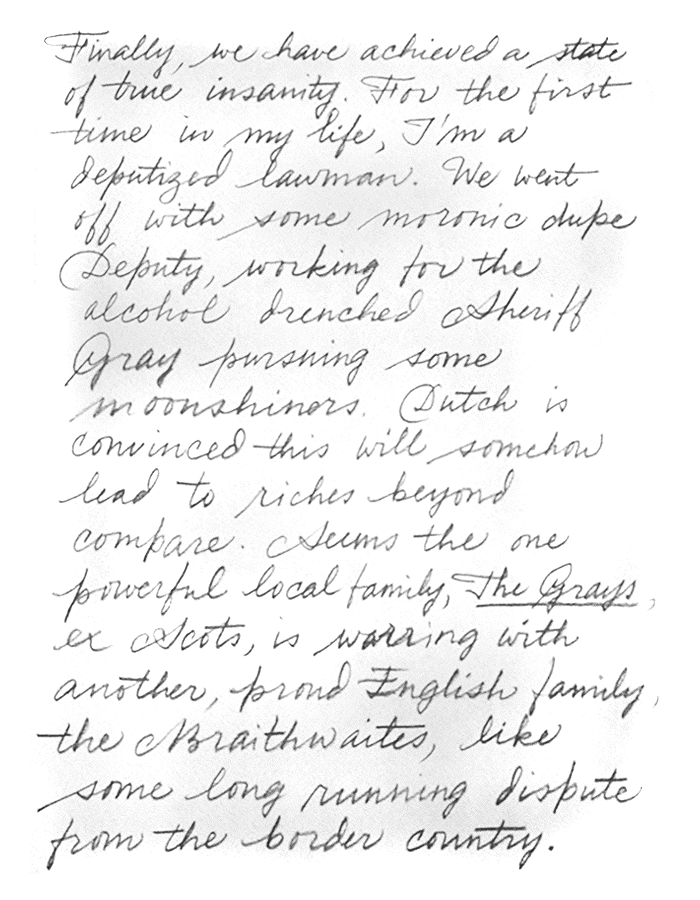 Finally, we have achieved a state
of true insanity. For the first
time in my life, I'm a
deputized lawman. We went
off with some moronic dupe
Deputy, working for the
alcohol drenched Sheriff
Gray pursuing some
moonshiners. Dutch is
convinced this will somehow
lead to riches beyond
compare. Seems the one
powerful local family, The Grays,
ex Scots, is warring with
another, proud English family,
the Braithwaites, like
some long running dispute
from the border country.